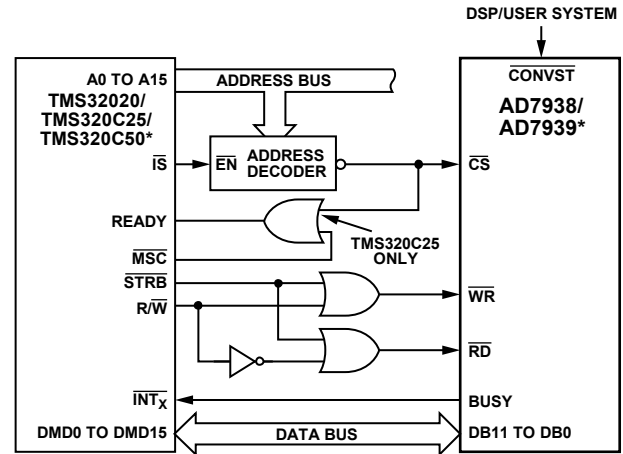 DSP/USER SYSTEM
A0 TO A15
ADDRESS BUS
CONVST
TMS32020/
TMS320C25/
TMS320C50*
AD7938/
AD7939*
IS
EN
ADDRESS
DECODER
CS
READY
TMS320C25
ONLY
MSC
STRB
R/W
WR
RD
INTX
BUSY
DMD0 TO DMD15
DATA BUS
DB11 TO DB0